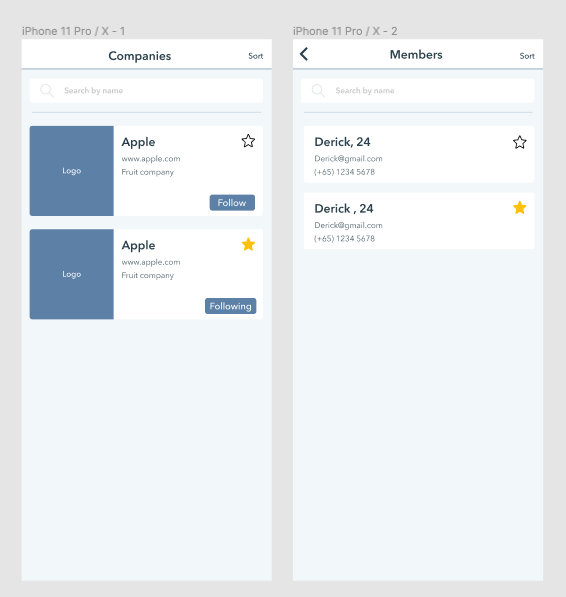 iPhone 11 Pro / X - 1
Companies
Sort
Search by name
Logo
Apple
www.apple.com
Fruit company
Follow
Logo
Apple
www.apple.com
Fruit company
Following
iPhone 11 Pro / X - 2
Members
Sort
Search by name
Derick, 24
Derick@gmail.com
(+65) 1234 5678
Derick , 24
Derick@gmail.com
(+65) 1234 5678